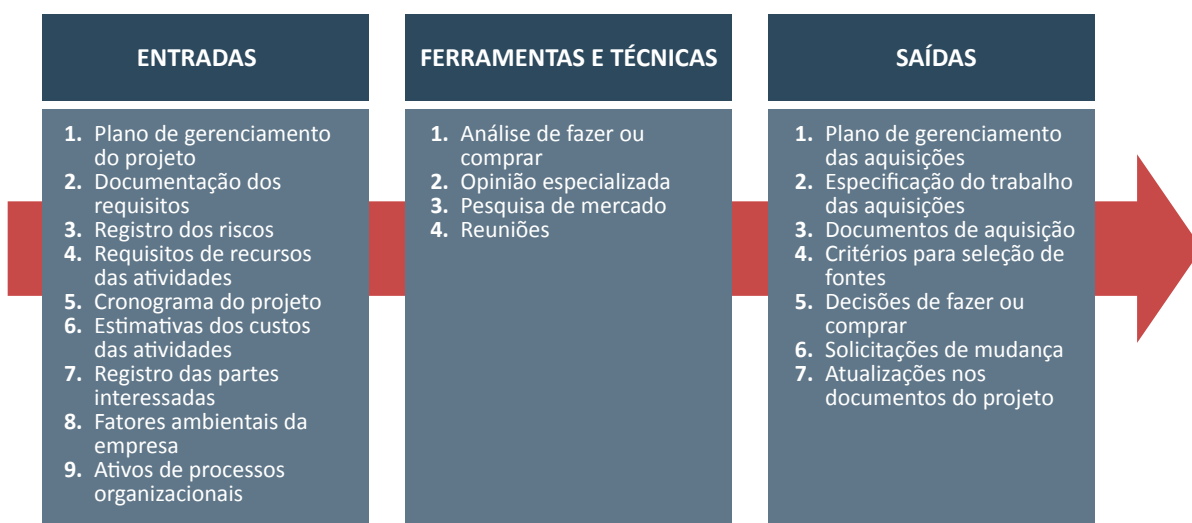 ENTRADAS
1. Plano de gerenciamento
do projeto
2. Documentação dos
requisitos
3. Registro dos riscos
4. Requisitos de recursos
das atividades
5. Cronograma do projeto
6. Estimativas dos custos
das atividades
7. Registro das partes
interessadas
8. Fatores ambientais da
empresa
9. Ativos de processos
organizacionais
FERRAMENTAS E TÉCNICAS
1. Análise de fazer ou
comprar
2. Opinião especializada
3. Pesquisa de mercado
4. Reuniões
SAÍDAS
1. Plano de gerenciamento
das aquisições
2. Especificação do trabalho
das aquisições
3. Documentos de aquisição
4. Critérios para seleção de
fontes
5. Decisões de fazer ou
comprar
6. Solicitações de mudança
7. Atualizações nos
documentos do projeto